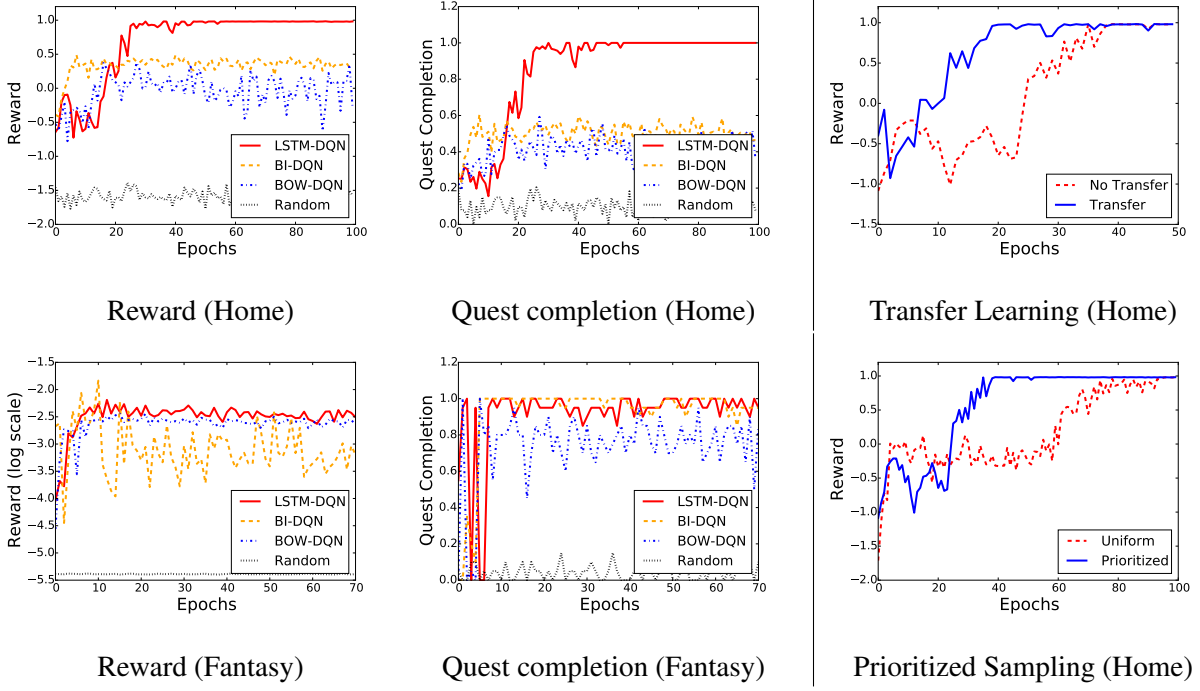 1.0
0.5
0.0
−0.5
−1.0
−1.5
−2.0
Reward
0 20 40 60 80 100
Epochs
LSTM-DQN
BI-DQN
BOW-DQN
Random
Reward (Home)
1.2
1.0
0.8
0.6
0.4
0.2
0.0
Quest Completion
0 20 40 60 80 100
Epochs
LSTM-DQN
BI-DQN
BOW-DQN
Random
Quest completion (Home)
1.0
0.5
0.0
−0.5
−1.0
−1.5
Reward
0 10 20 30 40 50
Epochs
No Transfer
Transfer
Transfer Learning (Home)
−1.5
−2.0
−2.5
−3.0
−3.5
−4.0
−4.5
−5.0
−5.5
Reward (log scale)
0 10 20 30 40 50 60 70
Epochs
LSTM-DQN
BI-DQN
BOW-DQN
Random
Reward (Fantasy)
1.2
1.0
0.8
0.6
0.4
0.2
0.0
Quest Completion
0 10 20 30 40 50 60 70
Epochs
LSTM-DQN
BI-DQN
BOW-DQN
Random
Quest completion (Fantasy)
1.0
0.5
0.0
−0.5
−1.0
−1.5
−2.0
Reward
0 20 40 60 80 100
Epochs
Uniform
Prioritized
Prioritized Sampling (Home)